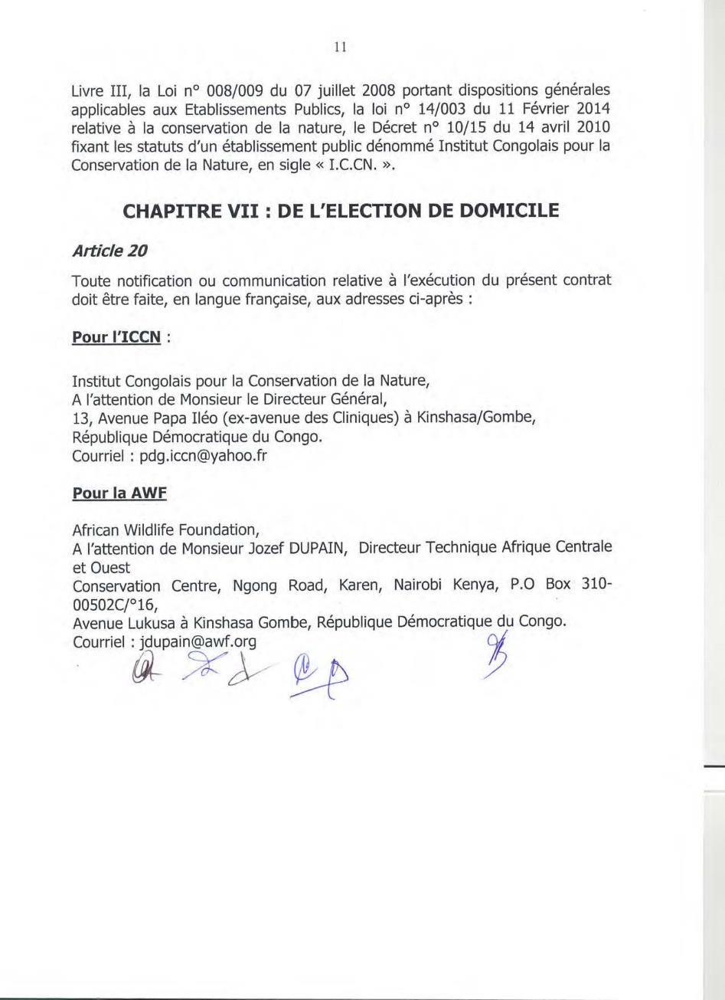 11
Livre III, la Loi n° 008/009 du 07 juillet 2008 portant dispositions générales
applicables aux Etablissements Publics, la loi n° 14/003 du 11 Février 2014
relative à la conservation de la nature, le Décret n° 10/15 du 14 avril 2010
fixant les statuts d'un établissement public dénommé Institut Congolais pour la
Conservation de la Nature, en sigle « I.C.CN. ».
CHAPITRE VII : DE L'ELECTION DE DOMICILE
Article 20
Toute notification ou communication relative à l'exécution du présent contrat
doit être faite, en langue française, aux adresses ci-après :
Pour l'ICCN :
Institut Congolais pour la Conservation de la Nature,
A l'attention de Monsieur le Directeur Général,
13, Avenue Papa Iléo (ex-avenue des Cliniques) à Kinshasa/Gombe,
République Démocratique du Congo.
Courriel : pdg.iccn@yahoo.fr
Pour la AWF
African Wildlife Foundation,
A l'attention de Monsieur Jozef DUPAIN, Directeur Technique Afrique Centrale
et Ouest
Conservation Centre, Ngong Road, Karen, Nairobi Kenya, P.O Box 310-
00502C/°16,
Avenue Lukusa à Kinshasa Gombe, République Démocratique du Congo.
Courriel : jdupain@awf.org